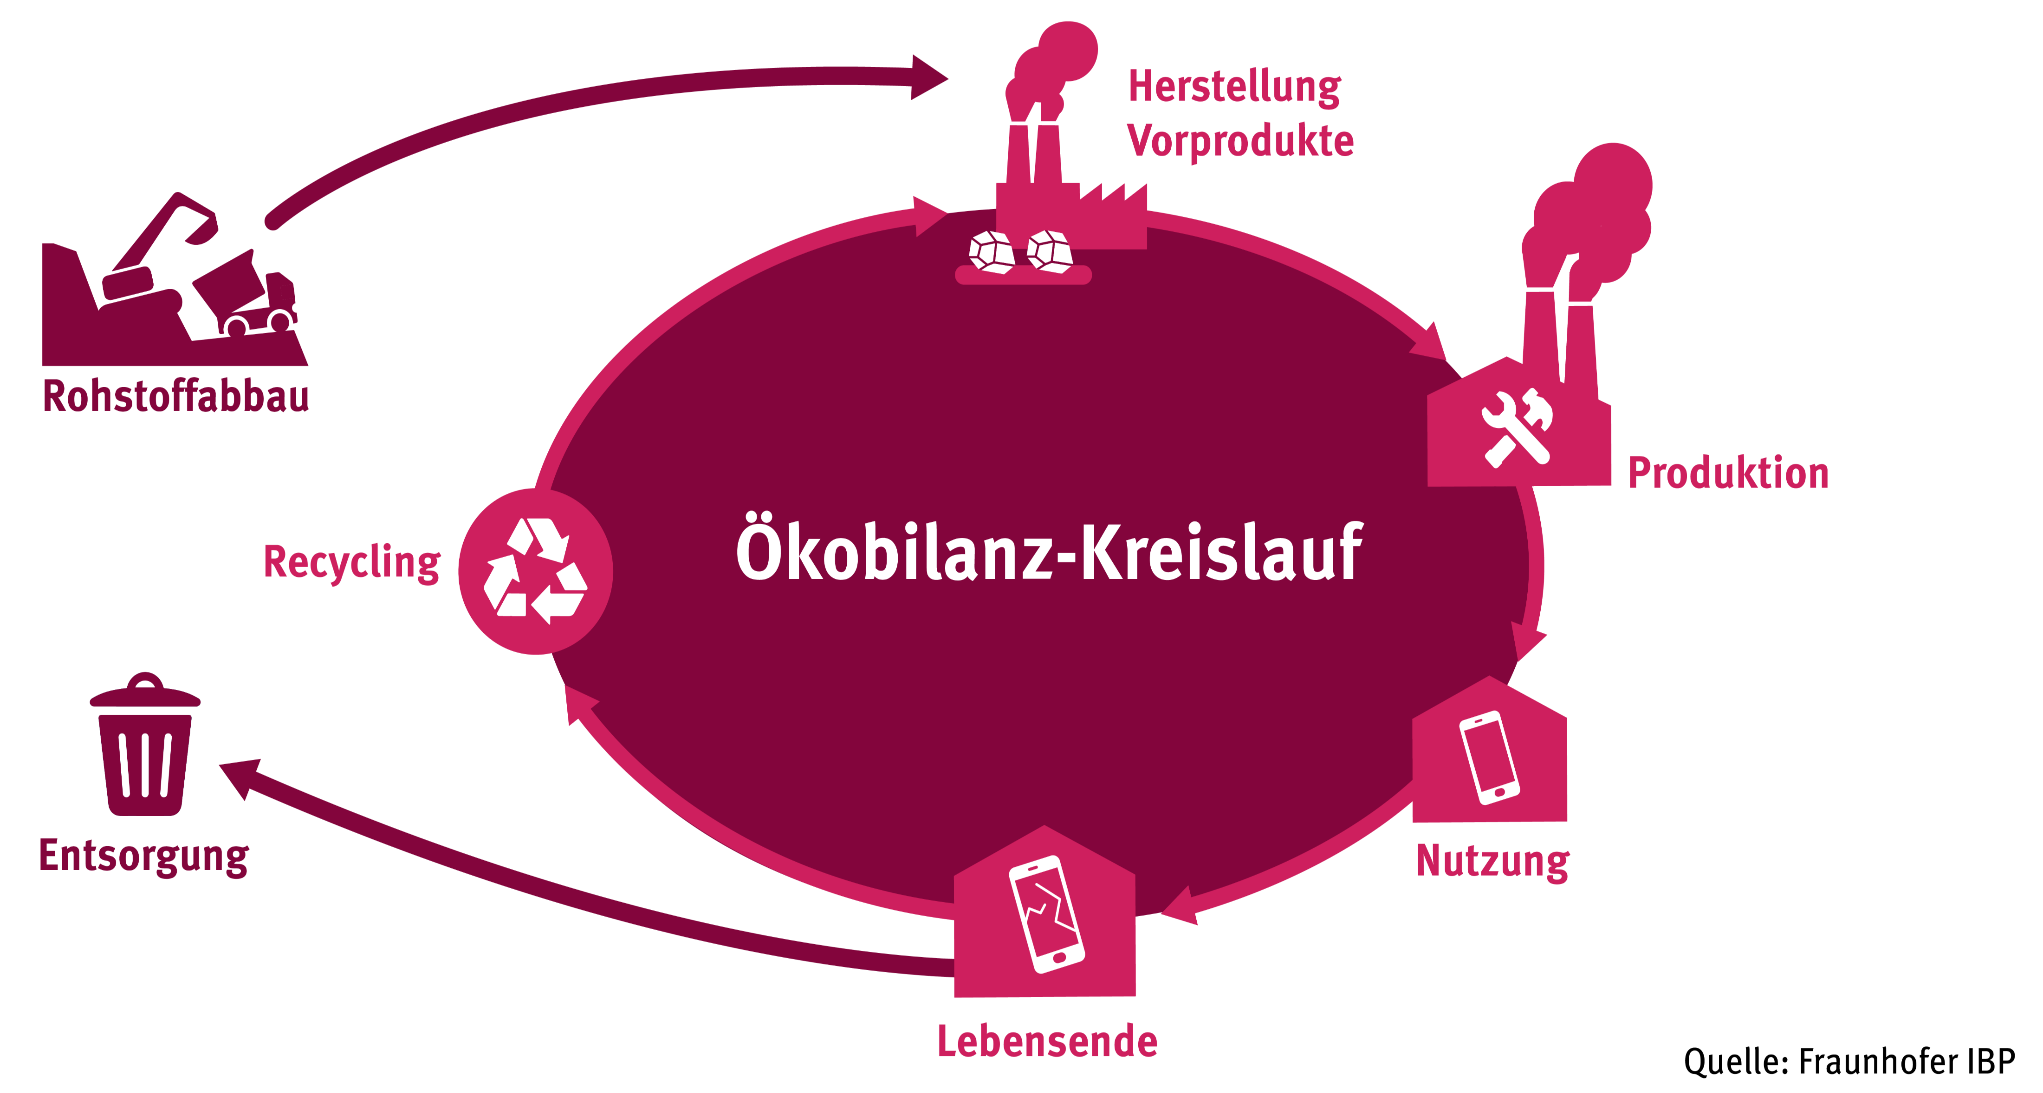 Herstellung
Vorprodukte
Rohstoffabbau
Produktion
Ökobilanz-Kreislauf
Recycling
Entsorgung
Nutzung
Lebensende
Quelle: Fraunhofer IBP